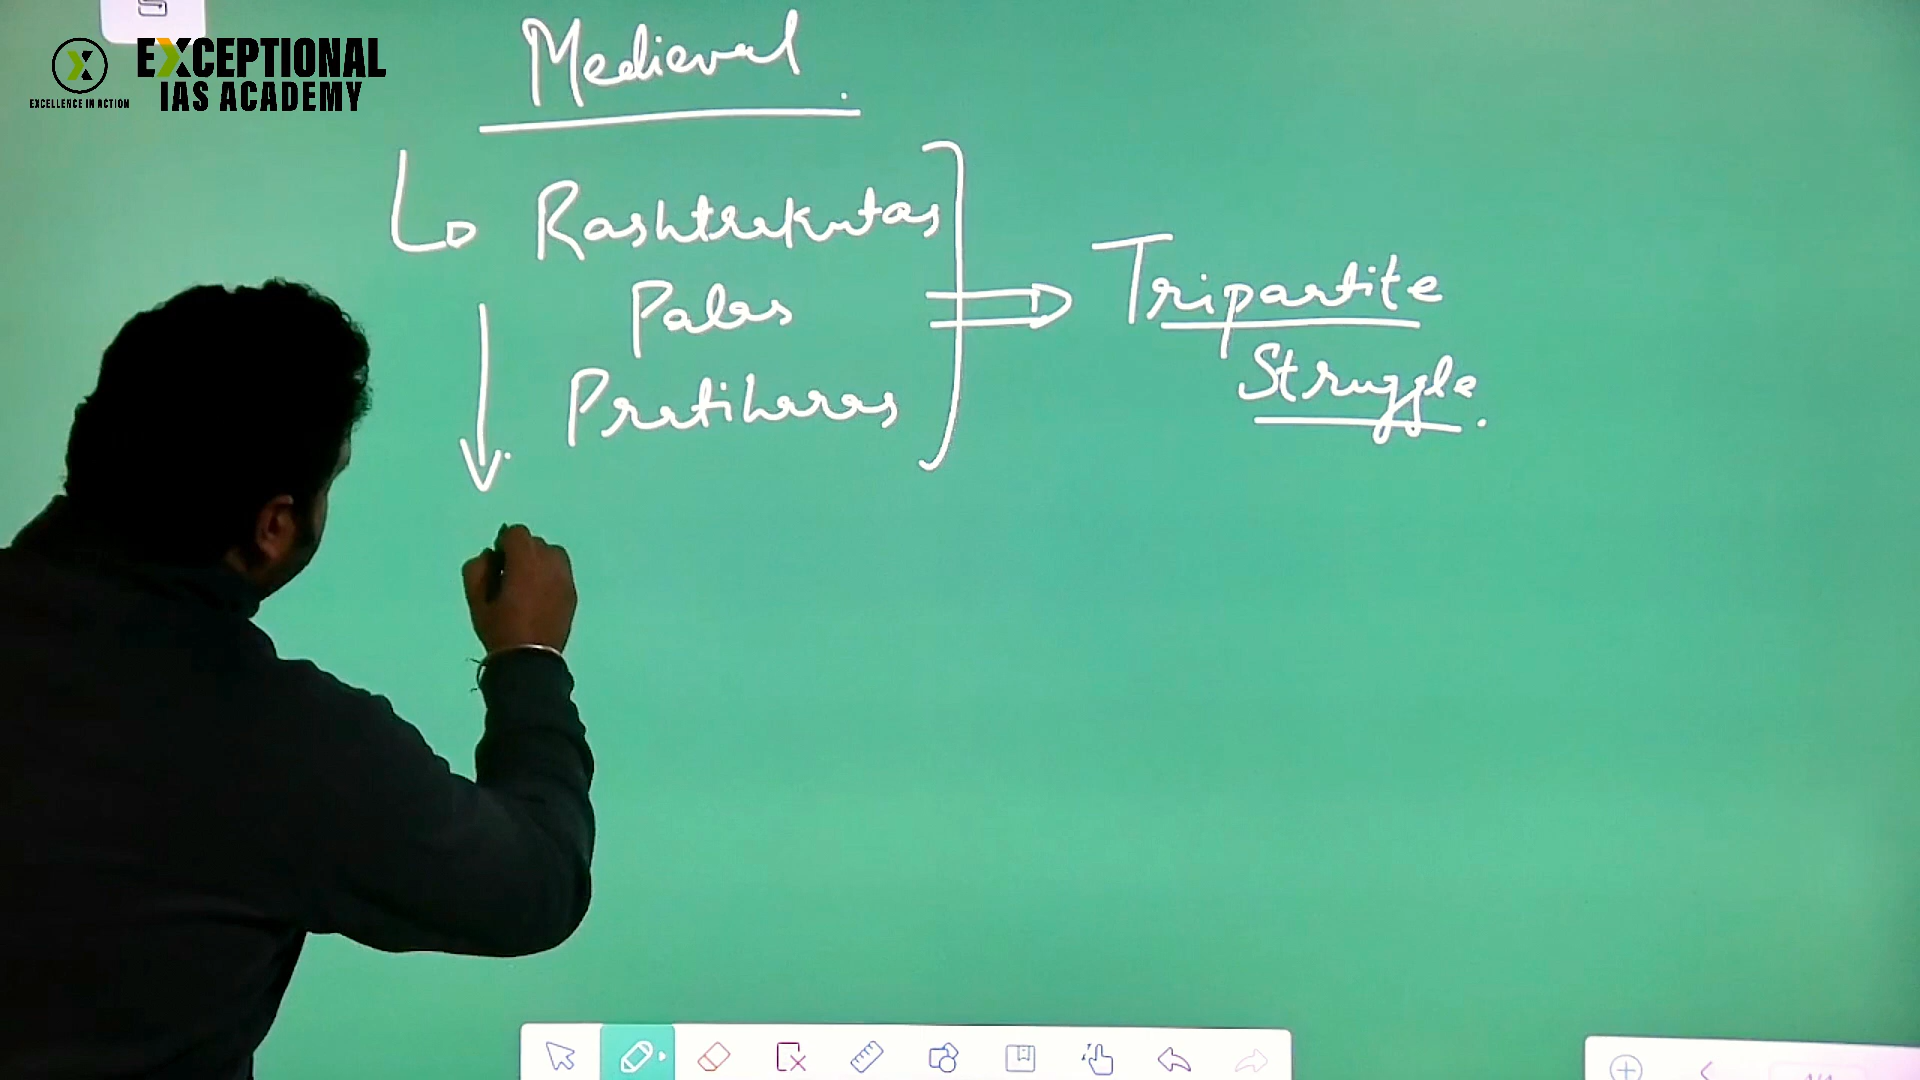 EXCEPTIONAL
IAS ACADEMY
EXCELLENCE IN ACTION
Medieval
Rashtrakutas
Palas
Pratiharas
Tripartite
Struggle